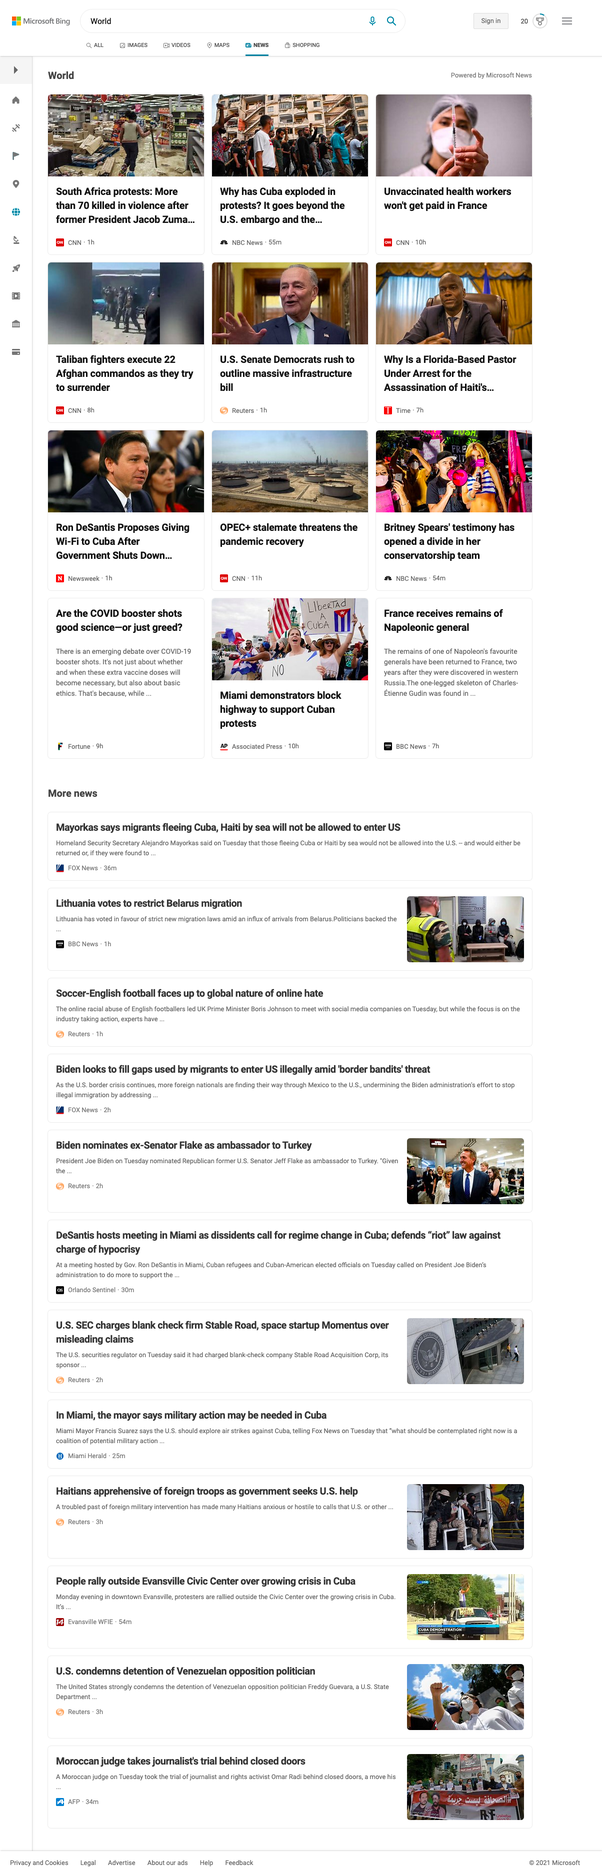 Microsoft Bing
World
Sign in
20
ALL
IMAGES
VIDEOS
MAPS
NEWS
SHOPPING
World
Powered by Microsoft News
South Africa protests: More
than 70 killed in violence after
former President Jacob Zuma...
CNN · 1h
Why has Cuba exploded in
protests? It goes beyond the
U.S. embargo and the...
NBC News · 55m
Unvaccinated health workers
won't get paid in France
CNN · 10h
Taliban fighters execute 22
Afghan commandos as they try
to surrender
CNN · 8h
U.S. Senate Democrats rush to
outline massive infrastructure
bill
Reuters · 1h
Why Is a Florida-Based Pastor
Under Arrest for the
Assassination of Haiti's...
Time · 7h
Ron DeSantis Proposes Giving
Wi-Fi to Cuba After
Government Shuts Down...
Newsweek · 1h
OPEC+ stalemate threatens the
pandemic recovery
CNN · 11h
Britney Spears' testimony has
opened a divide in her
conservatorship team
NBC News · 54m
Are the COVID booster shots
good science—or just greed?
There is an emerging debate over COVID-19
booster shots. It's not just about whether
and when these extra vaccine doses will
become necessary, but also about basic
ethics. That's because, while ...
Fortune · 9h
LIBERTAD
CUBA
NO
Miami demonstrators block
highway to support Cuban
protests
AP
Associated Press · 10h
France receives remains of
Napoleonic general
The remains of one of Napoleon's favourite
generals have been returned to France, two
years after they were discovered in western
Russia.The one-legged skeleton of Charles-
Étienne Gudin was found in ...
BBC News · 7h
More news
Mayorkas says migrants fleeing Cuba, Haiti by sea will not be allowed to enter US
Homeland Security Secretary Alejandro Mayorkas said on Tuesday that those fleeing Cuba or Haiti by sea would not be allowed into the U.S. – and would either be
returned or, if they were found to ...
FOX News · 36m
Lithuania votes to restrict Belarus migration
Lithuania has voted in favour of strict new migration laws amid an influx of arrivals from Belarus.Politicians backed the
...
BBC News · 1h
Soccer-English football faces up to global nature of online hate
The online racial abuse of English footballers led UK Prime Minister Boris Johnson to meet with social media companies on Tuesday, but while the focus is on the
industry taking action, experts have ...
Reuters · 1h
Biden looks to fill gaps used by migrants to enter US illegally amid 'border bandits' threat
As the U.S. border crisis continues, more foreign nationals are finding their way through Mexico to the U.S., undermining the Biden administration's effort to stop
illegal immigration by addressing ...
FOX News · 2h
Biden nominates ex-Senator Flake as ambassador to Turkey
President Joe Biden on Tuesday nominated Republican former U.S. Senator Jeff Flake as ambassador to Turkey. "Given
the ...
Reuters · 2h
DeSantis hosts meeting in Miami as dissidents call for regime change in Cuba; defends “riot” law against
charge of hypocrisy
At a meeting hosted by Gov. Ron DeSantis in Miami, Cuban refugees and Cuban-American elected officials on Tuesday called on President Joe Biden's
administration to do more to support the ...
Orlando Sentinel · 30m
U.S. SEC charges blank check firm Stable Road, space startup Momentus over
misleading claims
The U.S. securities regulator on Tuesday said it had charged blank-check company Stable Road Acquisition Corp, its
sponsor ...
Reuters · 2h
In Miami, the mayor says military action may be needed in Cuba
Miami Mayor Francis Suarez says the U.S. should explore air strikes against Cuba, telling Fox News on Tuesday that "what should be contemplated right now is a
coalition of potential military action ...
Miami Herald · 25m
Haitians apprehensive of foreign troops as government seeks U.S. help
A troubled past of foreign military intervention has made many Haitians anxious or hostile to calls that U.S. or other ...
Reuters · 3h
People rally outside Evansville Civic Center over growing crisis in Cuba
Monday evening in downtown Evansville, protesters are rallied outside the Civic Center over the growing crisis in Cuba.
It's ...
Evansville WFIE · 54m
CUBA DEMONSTRATION
U.S. condemns detention of Venezuelan opposition politician
The United States strongly condemns the detention of Venezuelan opposition politician Freddy Guevara, a U.S. State
Department ...
Reuters · 3h
Moroccan judge takes journalist's trial behind closed doors
A Moroccan judge on Tuesday took the trial of journalist and rights activist Omar Radi behind closed doors, a move his
...
AFP · 34m
RSF
Privacy and Cookies
Legal
Advertise
About our ads
Help
Feedback
© 2021 Microsoft